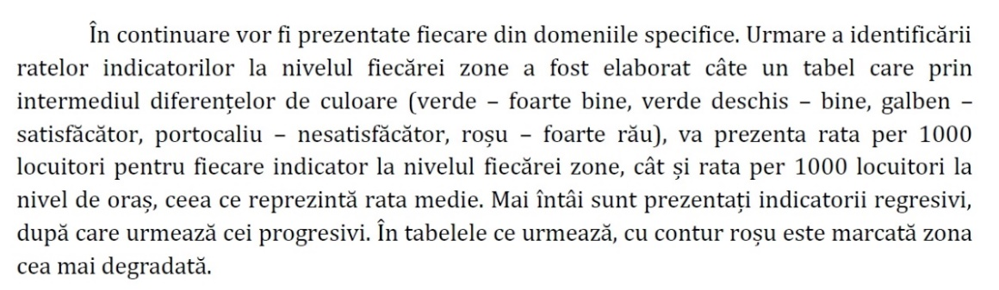 În continuare vor fi prezentate fiecare din domeniile specifice. Urmare a identificării
ratelor indicatorilor la nivelul fiecărei zone a fost elaborat câte un tabel care prin
intermediul diferențelor de culoare (verde – foarte bine, verde deschis – bine, galben –
satisfăcător, portocaliu – nesatisfăcător, roșu – foarte rău), va prezenta rata per 1000
locuitori pentru fiecare indicator la nivelul fiecărei zone, cât și rata per 1000 locuitori la
nivel de oraș, ceea ce reprezintă rata medie. Mai întâi sunt prezentați indicatorii regresivi,
după care urmează cei progresivi. În tabelele ce urmează, cu contur roșu este marcată zona
cea mai degradată.